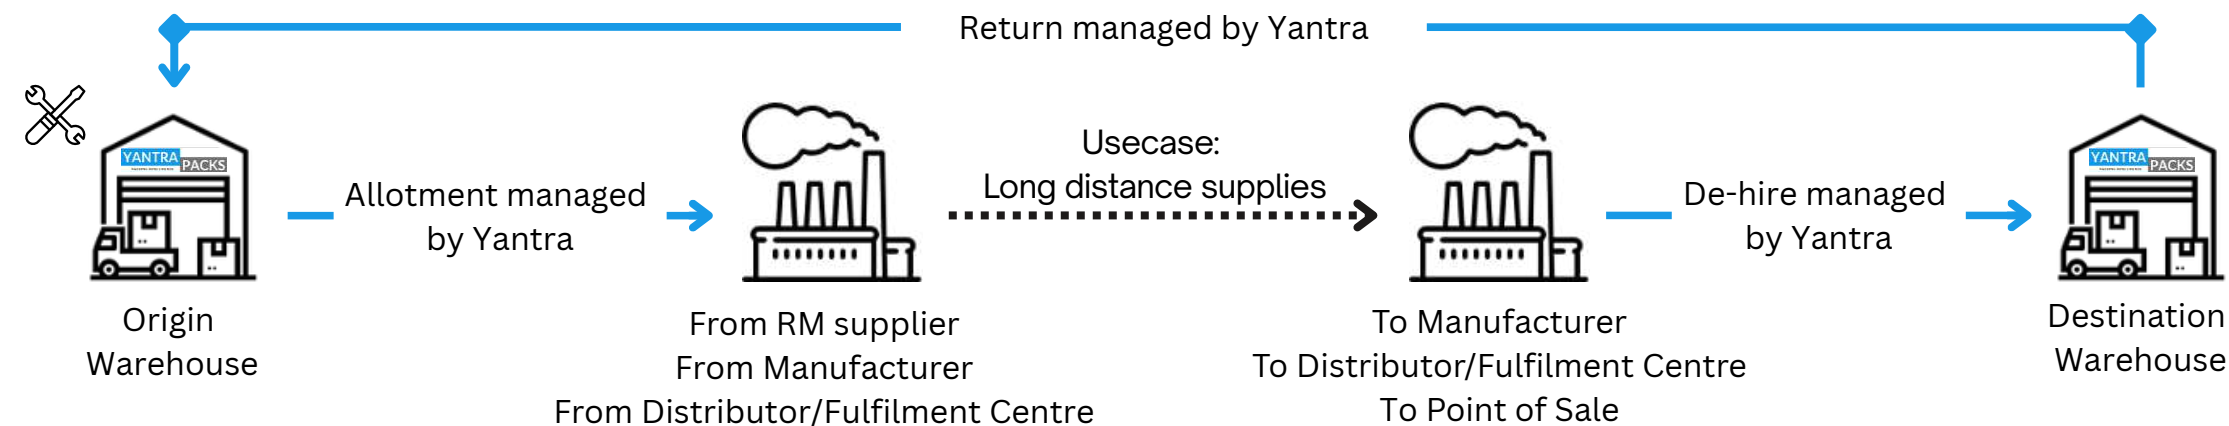 Return managed by Yantra
YANTRA
PACKS
Allotment managed
by Yantra
Usecase:
Long distance supplies
De-hire managed
by Yantra
YANTRA
PACKS
Origin
Warehouse
From RM supplier
From Manufacturer
From Distributor/Fulfilment Centre
To Manufacturer
To Distributor/Fulfilment Centre
To Point of Sale
Destination
Warehouse